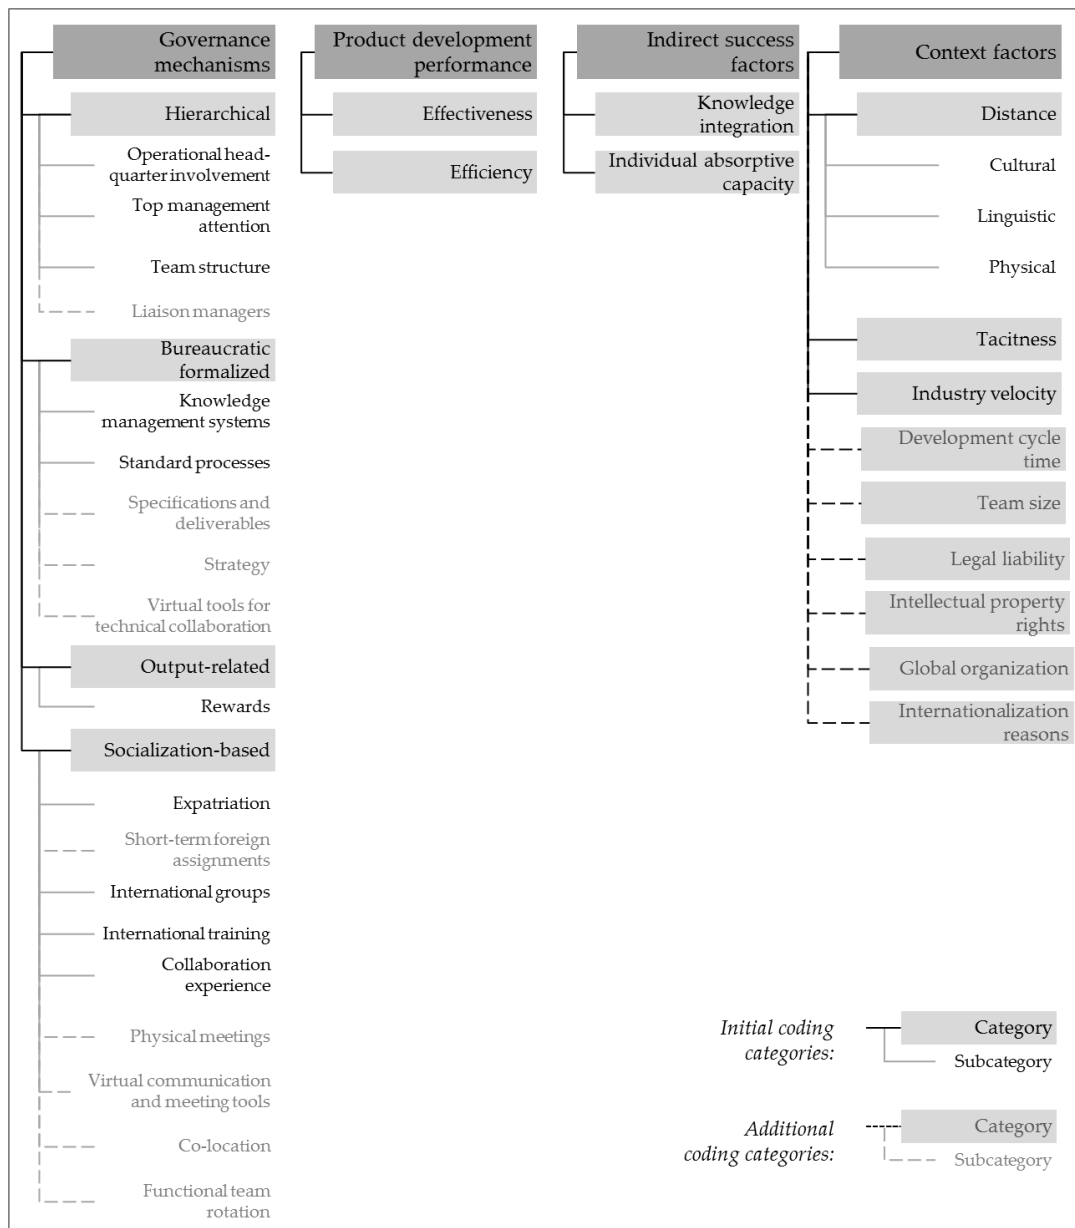 Governance
mechanisms
Hierarchical
Operational head-
quarter involvement
Top management
attention
Team structure
Liaison managers
Bureaucratic
formalized
Knowledge
management systems
Standard processes
Specifications and
deliverables
Strategy
Virtual tools for
technical collaboration
Output-related
Rewards
Socialization-based
Expatriation
Short-term foreign
assignments
International groups
International training
Collaboration
experience
Physical meetings
Virtual communication
and meeting tools
Co-location
Functional team
rotation
Product development
performance
Effectiveness
Efficiency
Indirect success
factors
Knowledge
integration
Individual absorptive
capacity
Context factors
Distance
Cultural
Linguistic
Physical
Tacitness
Industry velocity
Development cycle
time
Team size
Legal liability
Intellectual property
rights
Global organization
Internationalization
reasons
Initial coding
categories:
Category
Subcategory
Additional
coding categories:
Category
Subcategory